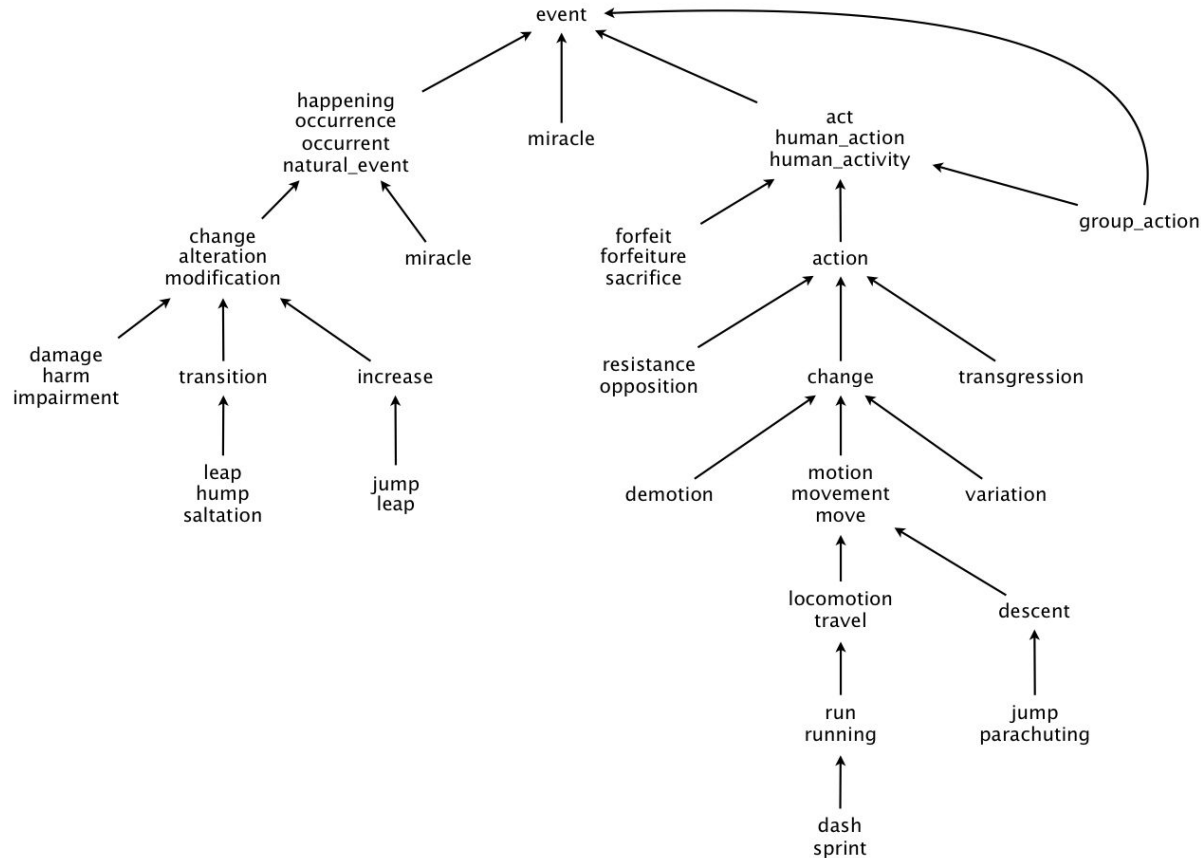 event
happening
occurrence
occurrent
natural_event
miracle
act
human_action
human_activity
group_action
change
alteration
modification
miracle
forfeit
forfeiture
sacrifice
action
damage
harm
impairment
transition
increase
resistance
opposition
change
transgression
leap
hump
saltation
jump
leap
demotion
motion
movement
move
variation
locomotion
travel
descent
run
running
jump
parachuting
dash
sprint